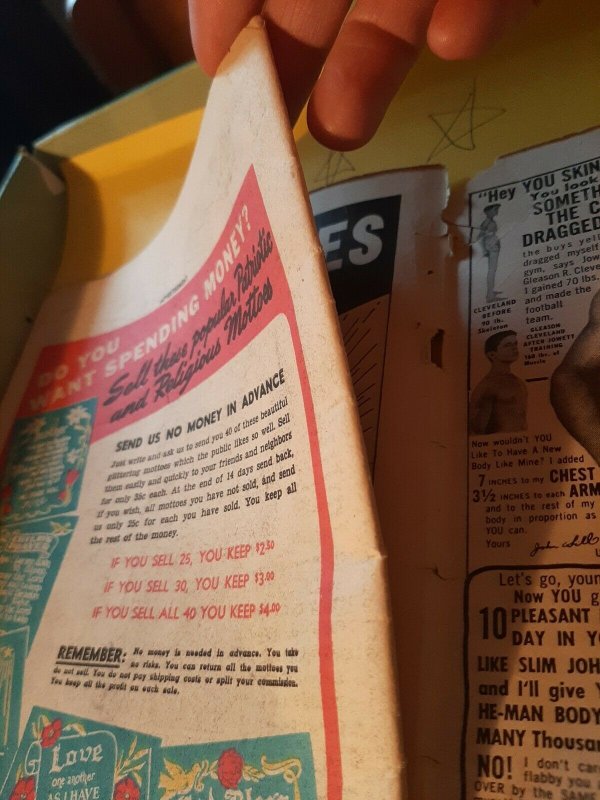 DO YOU
WANT SPENDING MONEY?
Sell these popular Patriotic
and Religious Mottoes
SEND US NO MONEY IN ADVANCE
Just write and ask us to send you 40 of these beautiful
glittering mottoes which the public likes so well. Sell
them easily and quickly to your friends and neighbors
for only 35c each. At the end of 14 days send back,
if you wish, all mottoes you have not sold, and send
us only 25c for each you have sold. You keep all
the rest of the money.
IF YOU SELL 25, YOU KEEP $2.50
IF YOU SELL 30, YOU KEEP $3.00
IF YOU SELL ALL 40 YOU KEEP $4.00
REMEMBER: No money is needed in advance. You take
no risks. You can return all the mottoes you
do not sell. You do not pay shipping costs or split your commission.
You keep all the profit on each sale.
Love
one another
AS I HAVE
ES
"Hey YOU SKIN
You look
SOMETH
THE C
DRAGGED
the boys yell
dragged myself
gym, says Jow
Gleason R. Cleve
I gained 70 lbs.
and made the
football
team.
CLEVELAND
BEFORE
90 lb.
Skeleton
GLEASON
CLEVELAND
AFTER JOWETT
TRAINING
160 lbs. of
Muscle
Now wouldn't YOU
Like To Have A New
Body Like Mine? I added
7 INCHES to my CHEST
3½ INCHES to each ARM
and to the rest of my
body in proportion as
YOU can.
Yours
Let's go, youn
Now YOU g
10 PLEASANT
DAY IN Y
LIKE SLIM JOH
and I'll give
HE-MAN BODY
MANY Thousan
NO! I don't car
flabby you
OVER by the SAME